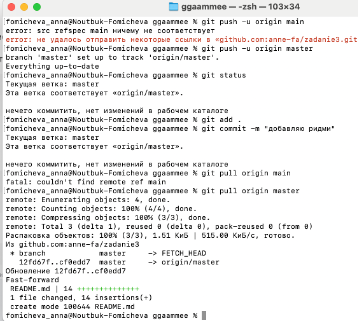 ggaammee — -zsh — 103×34
fomicheva_anna@Noutbuk-Fomicheva ggaammee % git push -u origin main
error: src refspec main ничему не соответствует
error: не удалось отправить некоторые ссылки в «github.com:anne-fa/zadanie3.git
fomicheva_anna@Noutbuk-Fomicheva ggaammee % git push -u origin master
branch 'master' set up to track 'origin/master'.
Everything up-to-date
fomicheva_anna@Noutbuk-Fomicheva ggaammee % git status
Текущая ветка: master
Эта ветка соответствует «origin/master».
нечего коммитить, нет изменений в рабочем каталоге
fomicheva_anna@Noutbuk-Fomicheva ggaammee % git add .
fomicheva_anna@Noutbuk-Fomicheva ggaammee % git commit -m "добавляю ридми"
Текущая ветка: master
Эта ветка соответствует «origin/master».
нечего коммитить, нет изменений в рабочем каталоге
fomicheva_anna@Noutbuk-Fomicheva ggaammee % git pull origin main
fatal: couldn't find remote ref main
fomicheva_anna@Noutbuk-Fomicheva ggaammee % git pull origin master
remote: Enumerating objects: 4, done.
remote: Counting objects: 100% (4/4), done.
remote: Compressing objects: 100% (3/3), done.
remote: Total 3 (delta 1), reused 0 (delta 0), pack-reused 0 (from 0)
Распаковка объектов: 100% (3/3), 1.51 КиБ | 515.00 КиБ/с, готово.
Из github.com:anne-fa/zadanie3
* branch master -> FETCH_HEAD
12fd67f..cf0edd7 master -> origin/master
Обновление 12fd67f..cf0edd7
Fast-forward
README.md | 14 ++++++++++++++
1 file changed, 14 insertions(+)
create mode 100644 README.md
fomicheva_anna@Noutbuk-Fomicheva ggaammee %